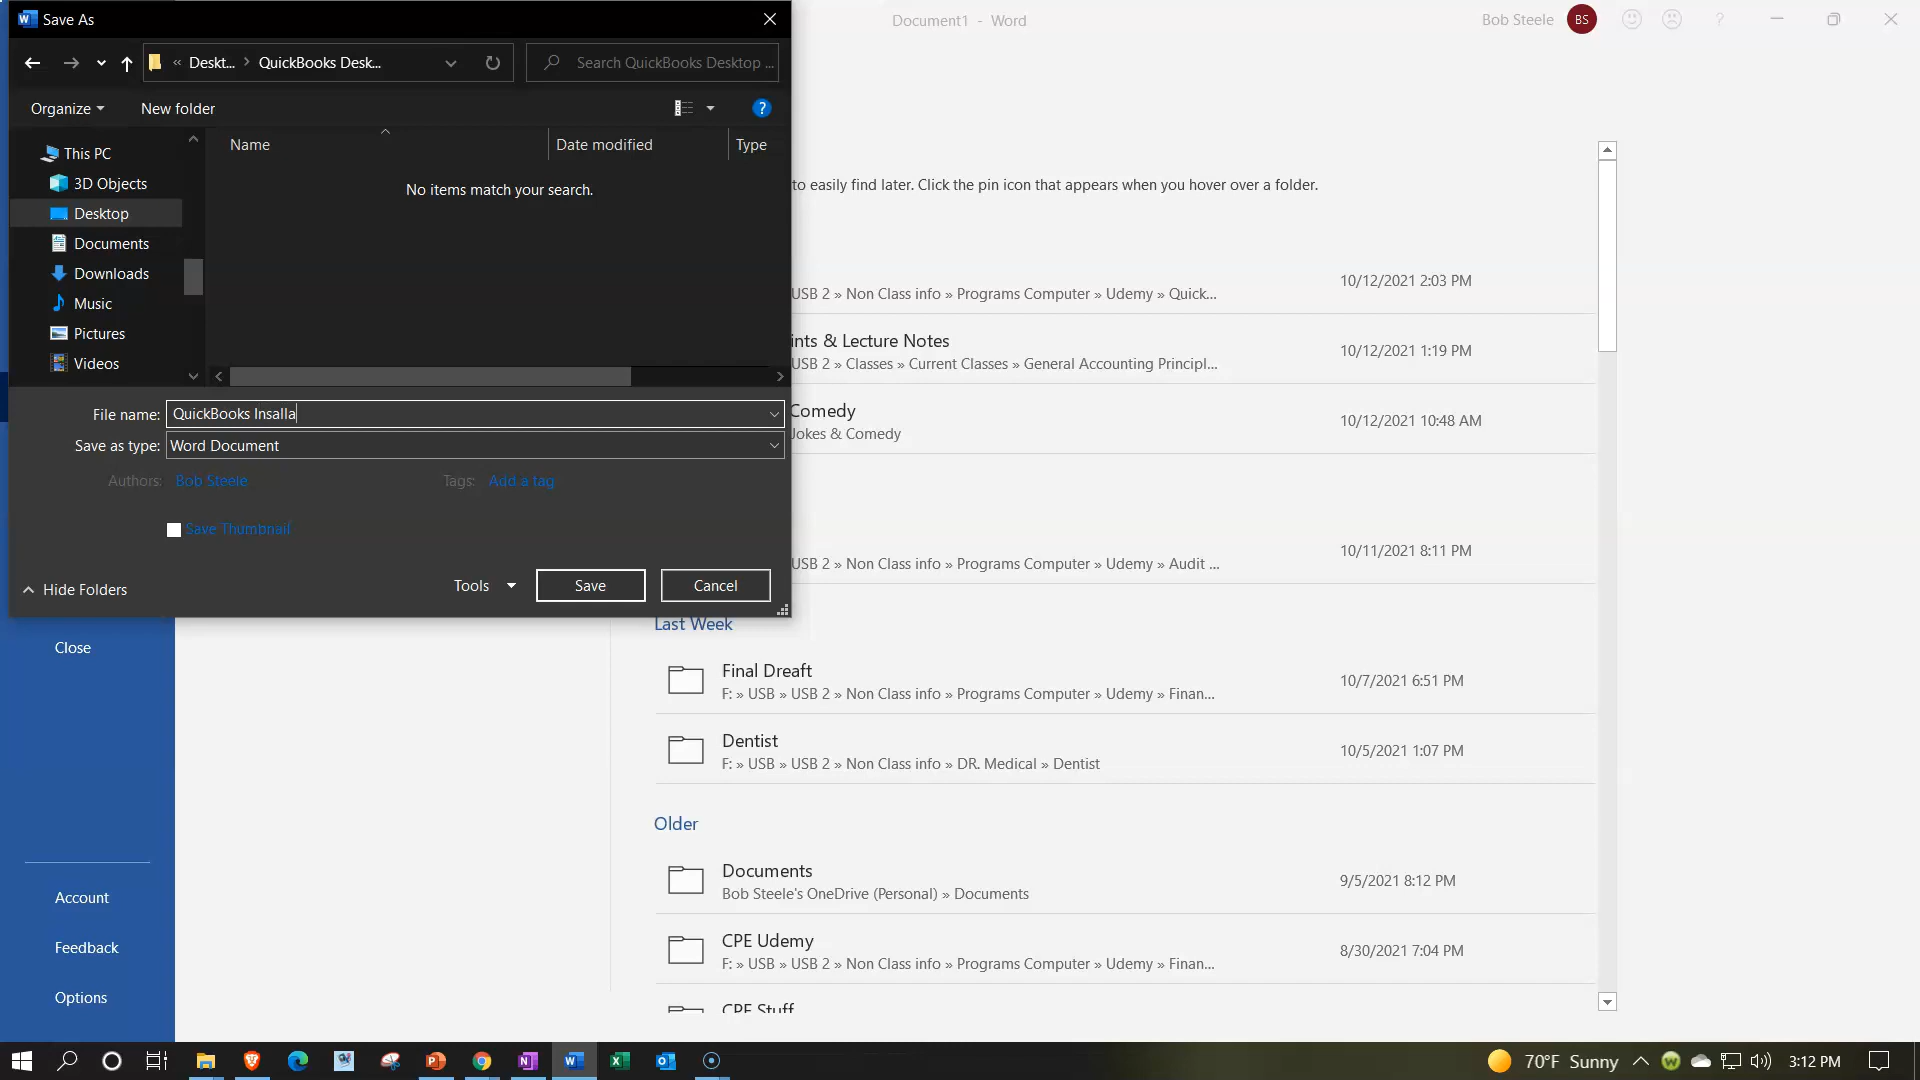 Save As
Document1 - Word
Bob Steele
BS
?
« Deskt... > QuickBooks Desk...
Search QuickBooks Desktop ...
Organize
New folder
?
Name
Date modified
Type
This PC
3D Objects
Desktop
Documents
Downloads
Music
Pictures
Videos
No items match your search.
File name: QuickBooks Insalla
Save as type: Word Document
Authors: Bob Steele
Tags: Add a tag
Save Thumbnail
Hide Folders
Tools
Save
Cancel
to easily find later. Click the pin icon that appears when you hover over a folder.
10/12/2021 2:03 PM
USB 2 » Non Class info » Programs Computer » Udemy » Quick...
ints & Lecture Notes
USB 2 » Classes » Current Classes » General Accounting Principl...
10/12/2021 1:19 PM
Comedy
Jokes & Comedy
10/12/2021 10:48 AM
10/11/2021 8:11 PM
USB 2 » Non Class info » Programs Computer » Udemy » Audit ...
Last Week
Final Dreaft
F: » USB » USB 2 » Non Class info » Programs Computer » Udemy » Finan...
10/7/2021 6:51 PM
Dentist
F: » USB » USB 2 » Non Class info » DR. Medical » Dentist
10/5/2021 1:07 PM
Older
Documents
Bob Steele's OneDrive (Personal) » Documents
9/5/2021 8:12 PM
CPE Udemy
F: » USB » USB 2 » Non Class info » Programs Computer » Udemy » Finan...
8/30/2021 7:04 PM
CPE Stuff
Close
Account
Feedback
Options
70°F Sunny
3:12 PM